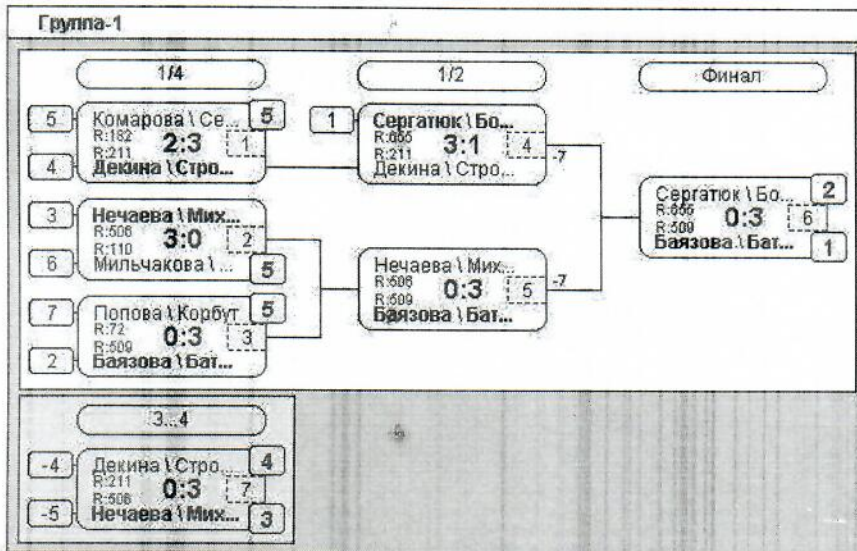 Группа-1
1/4
1/2
Финал
5 Комарова \ Се... 5
R:182 2:3 1
R:211
4 Декина \ Стро...
3 Нечаева \ Мих...
R:506 3:0 2
R:110
6 Мильчакова \ ... 5
7 Попова \ Корбут 5
R:72 0:3 3
R:509
2 Баязова \ Бат...
1 Сергатюк \ Бо...
R:655 3:1 4 -7
R:211
Декина \ Стро...
Нечаева \ Мих...
R:506 0:3 5 -7
R:509
Баязова \ Бат...
Сергатюк \ Бо... 2
R:655 0:3 6
R:509
Баязова \ Бат... 1
3...4
-4 Декина \ Стро... 4
R:211 0:3 7
R:506
-5 Нечаева \ Мих... 3